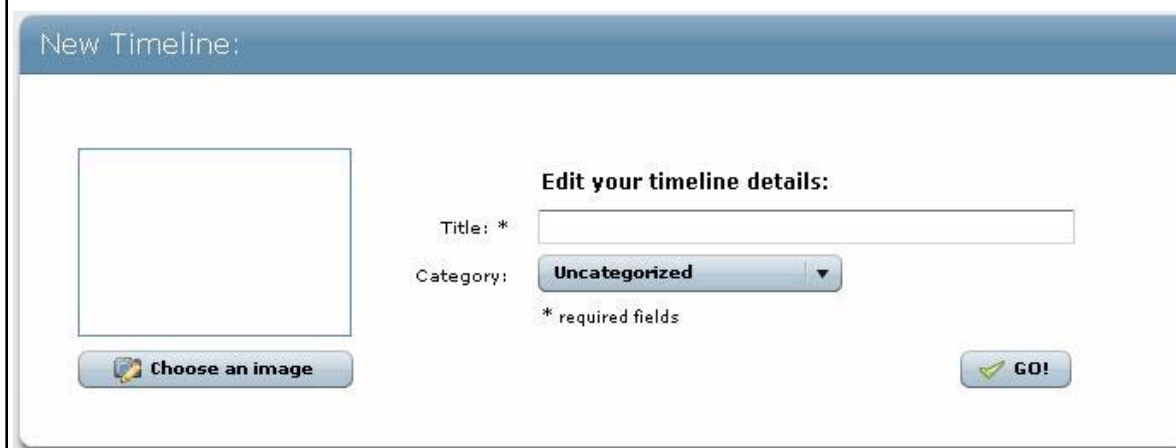 New Timeline:
Edit your timeline details:
Title: *
Category: Uncategorized
* required fields
Choose an image
GO!